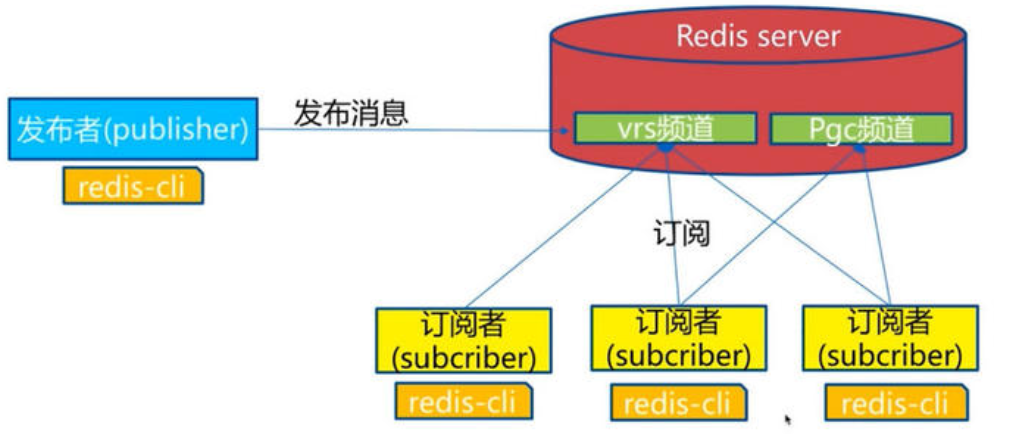 Redis server
发布者(publisher)
发布消息
vrs频道
Pgc频道
redis-cli
订阅
订阅者
(subcriber)
订阅者
(subcriber)
订阅者
(subcriber)
redis-cli
redis-cli
redis-cli